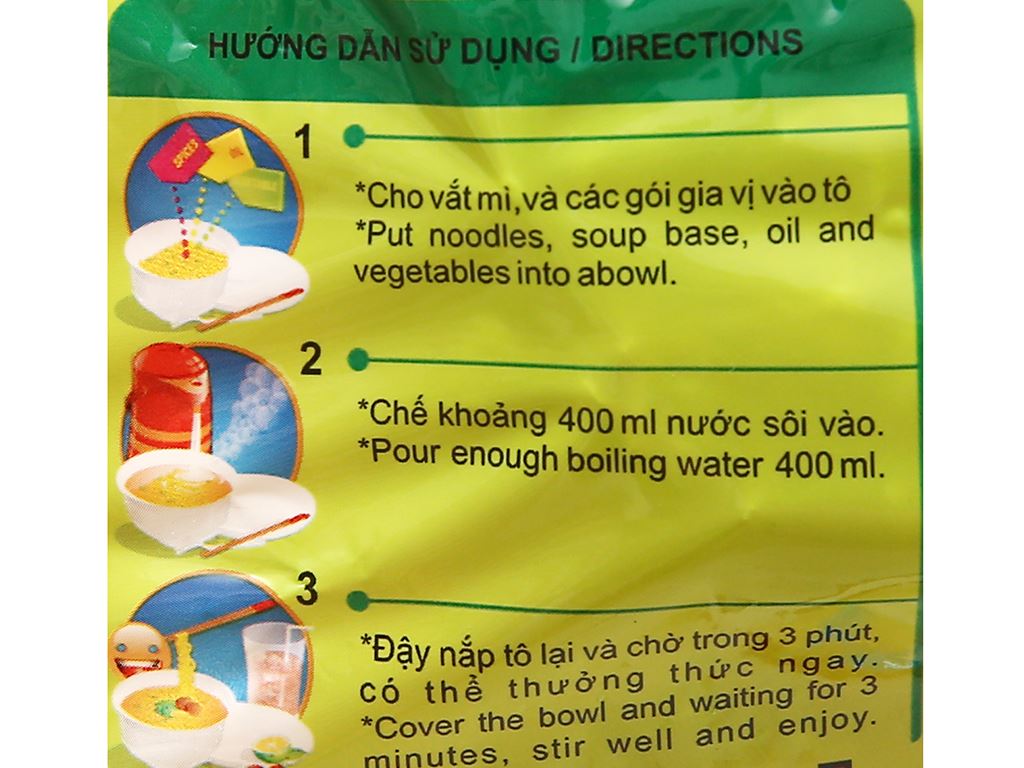 HƯỚNG DẪN SỬ DỤNG / DIRECTIONS
1
SPICES
OIL
*Cho vắt mì,và các gói gia vị vào tô
*Put noodles, soup base, oil and
vegetables into abowl.
2
*Chế khoảng 400 ml nước sôi vào.
*Pour enough boiling water 400 ml.
3
*Đậy nắp tô lại và chờ trong 3 phút,
có thể thưởng thức ngay.
*Cover the bowl and waiting for 3
minutes, stir well and enjoy.